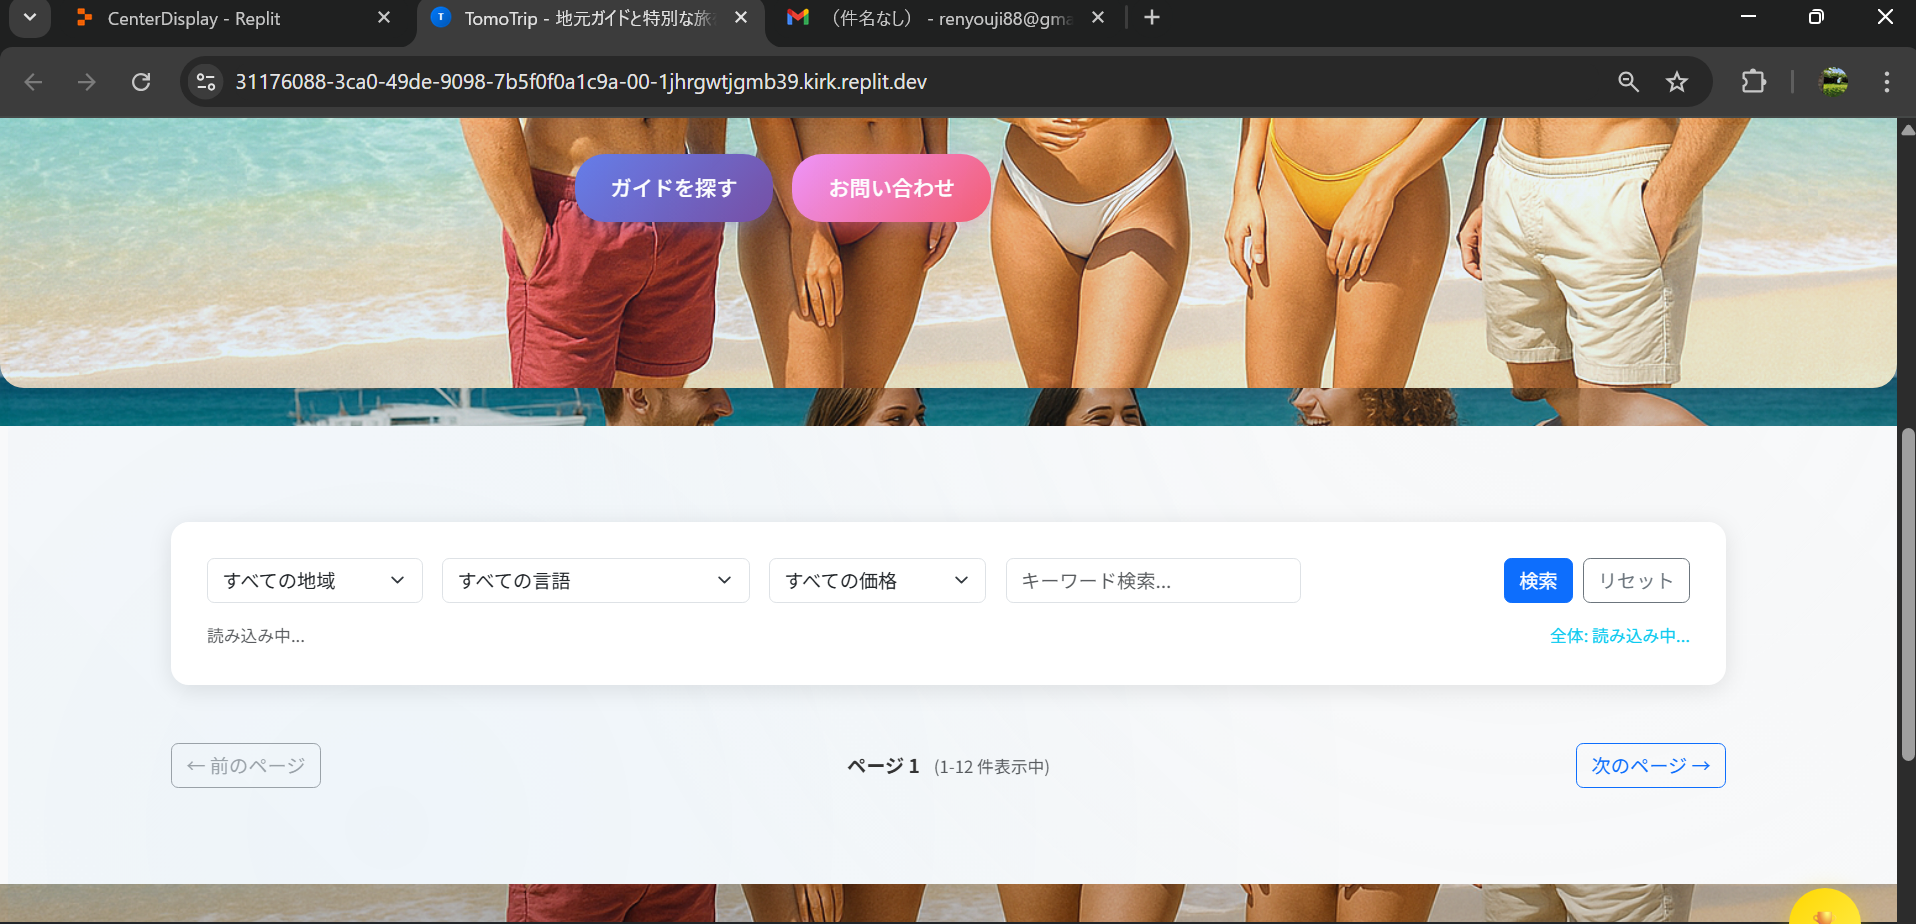 CenterDisplay - Replit
TomoTrip - 地元ガイドと特別な旅
（件名なし） - renyouji88@gma
31176088-3ca0-49de-9098-7b5f0f0a1c9a-00-1jhrgwtjgmb39.kirk.replit.dev
ガイドを探す
お問い合わせ
すべての地域
すべての言語
すべての価格
キーワード検索...
検索
リセット
読み込み中...
全体: 読み込み中...
← 前のページ
ページ 1 (1-12 件表示中)
次のページ →